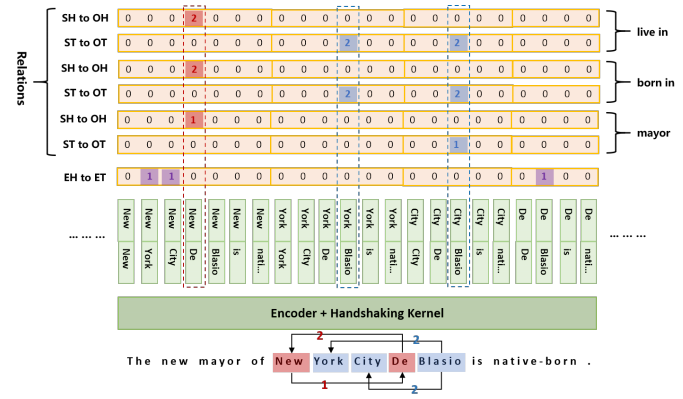 SH to OH 0 0 0 2 0 0 0 0 0 0 0 0 0 0 0 0 0 0 0 0 0 0
ST to OT 0 0 0 0 0 0 0 0 0 0 2 0 0 0 0 2 0 0 0 0 0 0
live in
SH to OH 0 0 0 2 0 0 0 0 0 0 0 0 0 0 0 0 0 0 0 0 0 0
ST to OT 0 0 0 0 0 0 0 0 0 0 2 0 0 0 0 2 0 0 0 0 0 0
born in
SH to OH 0 0 0 1 0 0 0 0 0 0 0 0 0 0 0 0 0 0 0 0 0 0
ST to OT 0 0 0 0 0 0 0 0 0 0 0 0 0 0 0 1 0 0 0 0 0 0
mayor
Relations
EH to ET 0 1 1 0 0 0 0 0 0 0 0 0 0 0 0 0 0 0 0 1 0 0
... ... ... New New New New New New New York York York York York York City City City City City De De De De ... ... ...
New York City De Blasio is nati... York City De Blasio is nati... City De Blasio is nati... De Blasio is nati...
Encoder + Handshaking Kernel
2 2
The new mayor of New York City De Blasio is native-born .
1 2